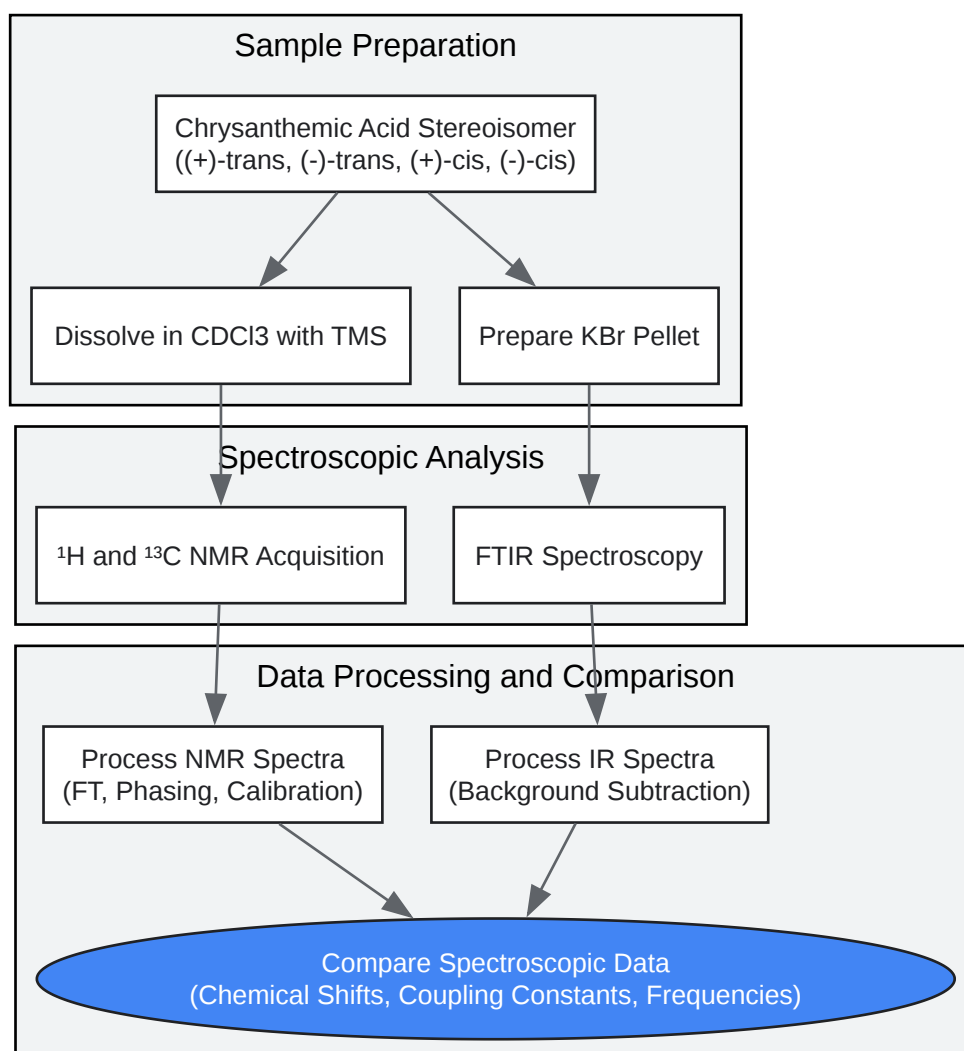 Sample Preparation
Chrysanthemic Acid Stereoisomer
((+)-trans, (-)-trans, (+)-cis, (-)-cis)
Dissolve in CDCl3 with TMS
Prepare KBr Pellet
Spectroscopic Analysis
¹H and ¹³C NMR Acquisition
FTIR Spectroscopy
Data Processing and Comparison
Process NMR Spectra
(FT, Phasing, Calibration)
Process IR Spectra
(Background Subtraction)
Compare Spectroscopic Data
(Chemical Shifts, Coupling Constants, Frequencies)